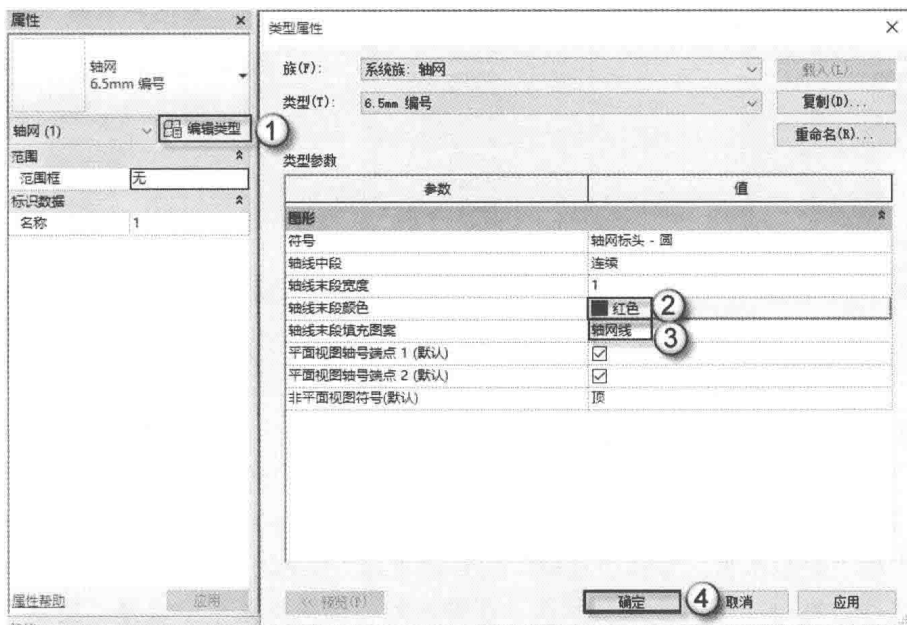 属性 ×
轴网
6.5mm 编号
轴网 (1) 编辑类型 ①
范围
范围框 无
标识数据
名称 1
属性帮助 应用
类型属性
族(F): 系统族: 轴网 载入(L)...
类型(T): 6.5mm 编号 复制(D)...
重命名(R)...
类型参数
参数 值
图形
符号 轴网标头 - 圆
轴线中段 连续
轴线末段宽度 1
轴线末段颜色 红色 ②
轴线末段填充图案 轴网线 ③
平面视图轴号端点 1 (默认)
平面视图轴号端点 2 (默认)
非平面视图符号(默认) 顶
<< 预览(P) 确定 ④ 取消 应用